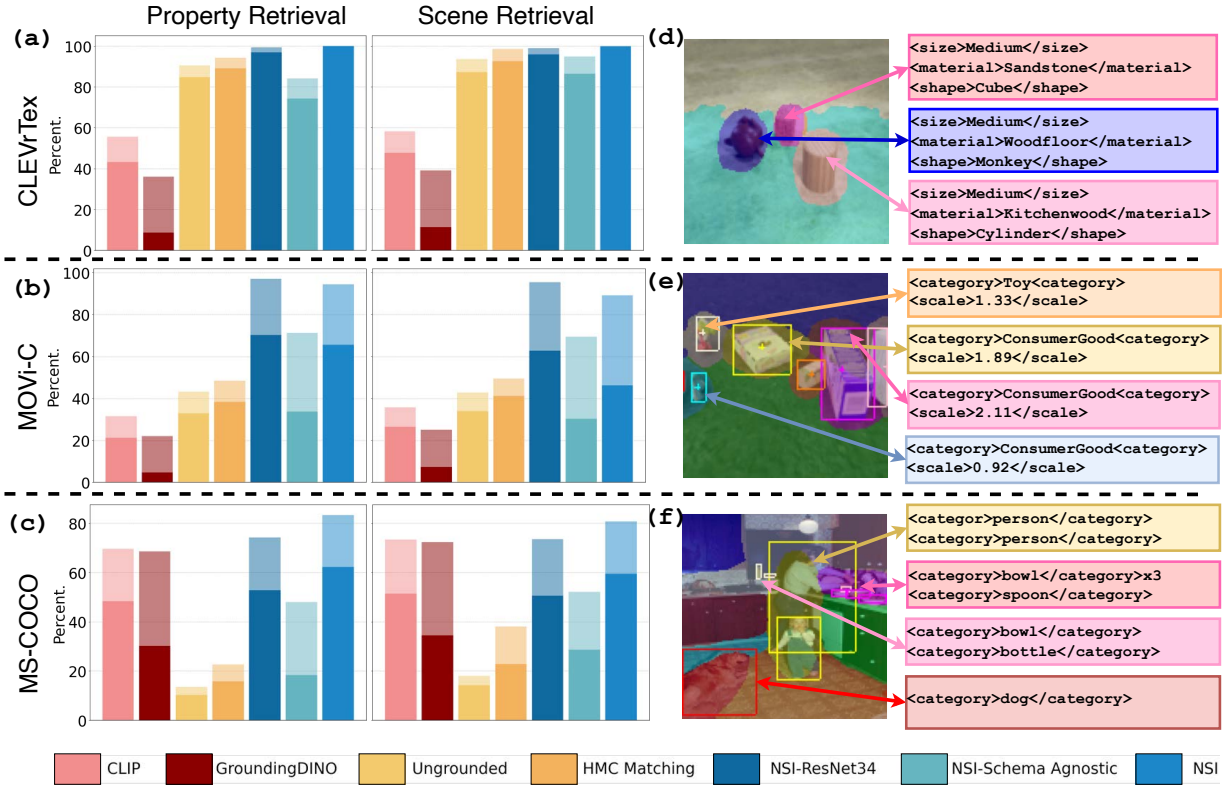 Property Retrieval
Scene Retrieval
(a)
100
80
60
40
20
0
Percent.
CLEVrTex
(d)
<size>Medium</size>
<material>Sandstone</material>
<shape>Cube</shape>
<size>Medium</size>
<material>Woodfloor</material>
<shape>Monkey</shape>
<size>Medium</size>
<material>Kitchenwood</material>
<shape>Cylinder</shape>
(b)
100
80
60
40
20
0
Percent.
MOVi-C
(e)
<category>Toy<category>
<scale>1.33</scale>
<category>ConsumerGood<category>
<scale>1.89</scale>
<category>ConsumerGood<category>
<scale>2.11</scale>
<category>ConsumerGood<category>
<scale>0.92</scale>
(c)
80
60
40
20
0
Percent.
MS-COCO
(f)
<categor>person</category>
<category>person</category>
<category>bowl</category>x3
<category>spoon</category>
<category>bowl</category>
<category>bottle</category>
<category>dog</category>
CLIP
GroundingDINO
Ungrounded
HMC Matching
NSI-ResNet34
NSI-Schema Agnostic
NSI